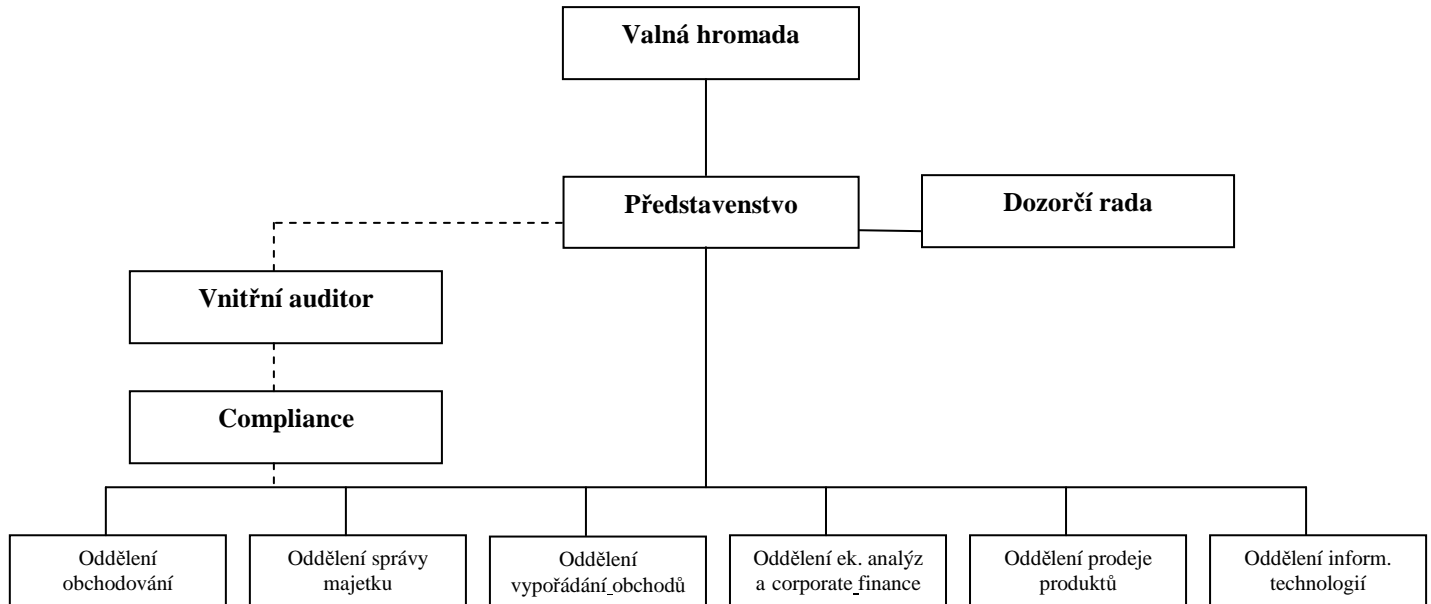 Valná hromada
Představenstvo
Dozorčí rada
Vnitřní auditor
Compliance
Oddělení
obchodování
Oddělení správy
majetku
Oddělení
vypořádání obchodů
Oddělení ek. analýz
a corporate finance
Oddělení prodeje
produktů
Oddělení inform.
technologií